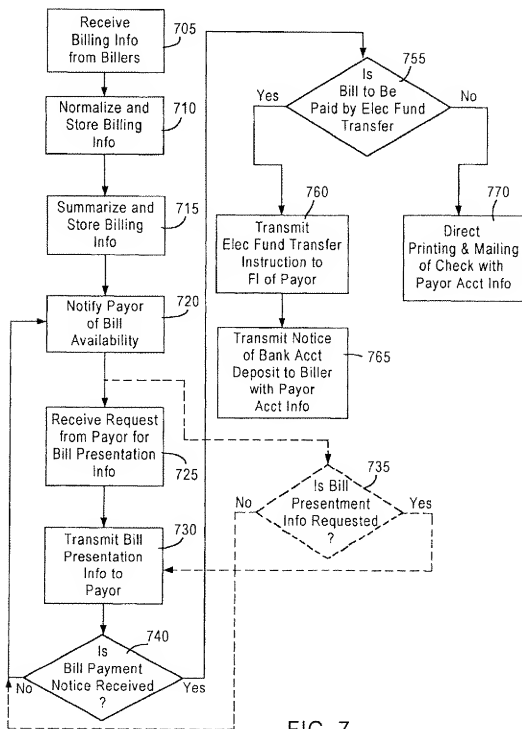 Receive
Billing Info
from Billers
705
Normalize and
Store Billing
Info
710
Summarize and
Store Billing
Info
715
Notify Payor
of Bill
Availability
720
Receive Request
from Payor for
Bill Presentation
Info
725
Transmit Bill
Presentation
Info to
Payor
730
Is
Bill Payment
Notice Received
?
740
No
Yes
Is
Bill to Be
Paid by Elec Fund
Transfer
755
Yes
No
Transmit
Elec Fund Transfer
Instruction to
FI of Payor
760
Transmit Notice
of Bank Acct
Deposit to Biller
with Payor
Acct Info
765
Direct
Printing & Mailing
of Check with
Payor Acct Info
770
Is Bill
Presentment
Info Requested
?
735
No
Yes
FIG. 7